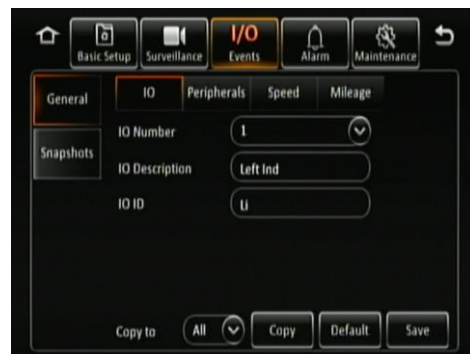 I/O
Basic Setup Surveillance Events Alarm Maintenance
General IO Peripherals Speed Mileage
IO Number 1
Snapshots
IO Description Left Ind
IO ID Li
Copy to All Copy Default Save